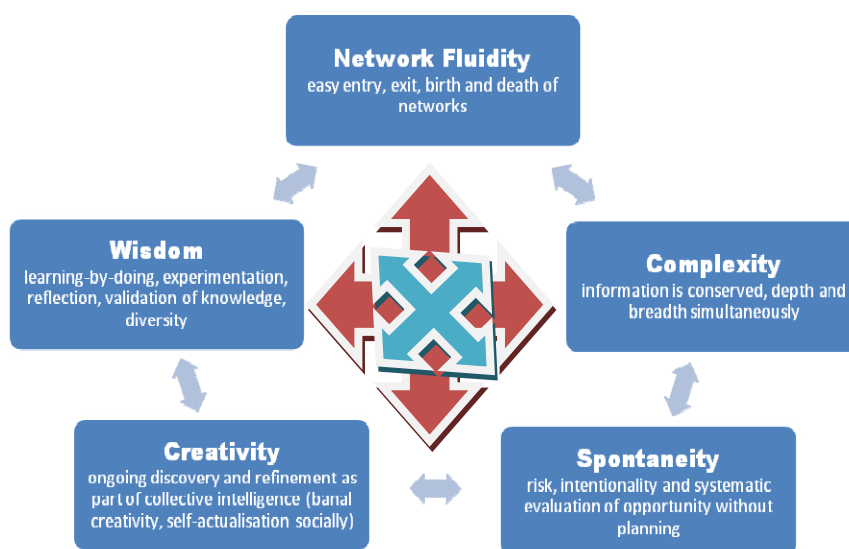 Network Fluidity
easy entry, exit, birth and death of
networks
Wisdom
learning-by-doing, experimentation,
reflection, validation of knowledge,
diversity
Complexity
information is conserved, depth and
breadth simultaneously
Creativity
ongoing discovery and refinement as
part of collective intelligence (banal
creativity, self-actualisation socially)
Spontaneity
risk, intentionality and systematic
evaluation of opportunity without
planning